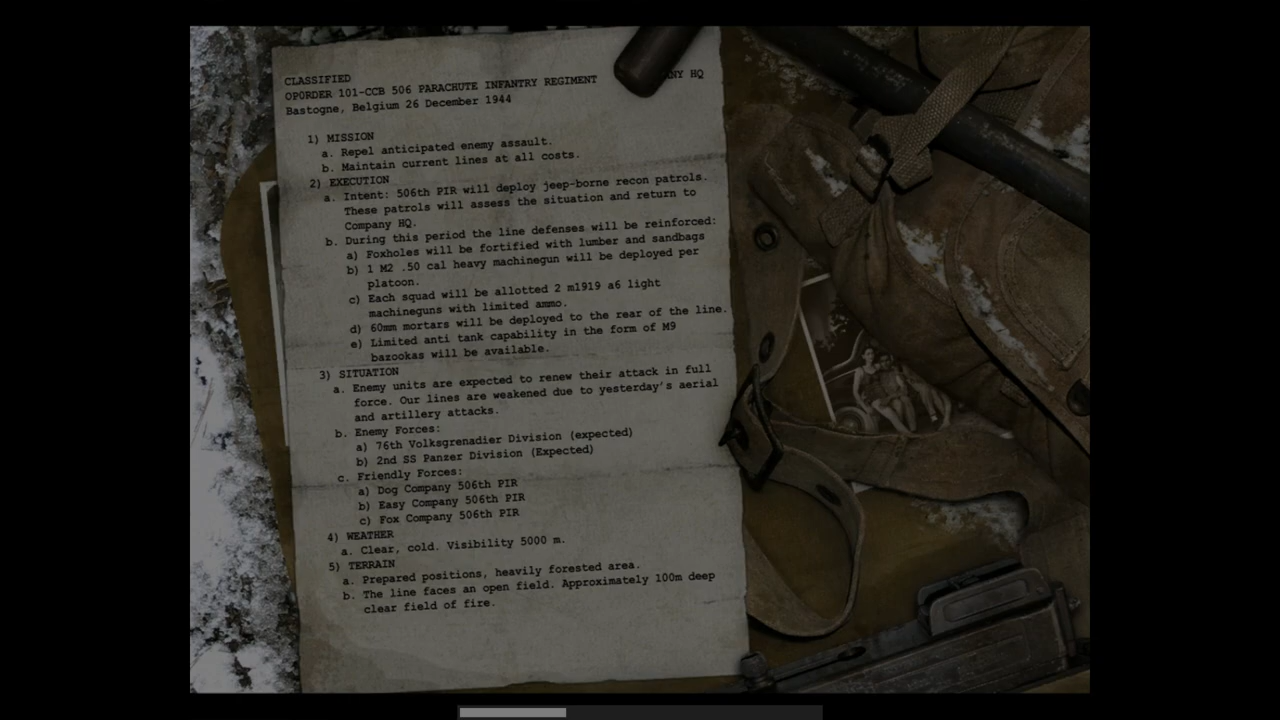 CLASSIFIED
OPORDER 101-CCB 506 PARACHUTE INFANTRY REGIMENT NY HQ
Bastogne, Belgium 26 December 1944
1) MISSION
a. Repel anticipated enemy assault.
b. Maintain current lines at all costs.
2) EXECUTION
a. Intent: 506th PIR will deploy jeep-borne recon patrols.
These patrols will assess the situation and return to
Company HQ.
b. During this period the line defenses will be reinforced:
a) Foxholes will be fortified with lumber and sandbags
b) 1 M2 .50 cal heavy machinegun will be deployed per
platoon.
c) Each squad will be allotted 2 m1919 a6 light
machineguns with limited ammo.
d) 60mm mortars will be deployed to the rear of the line.
e) Limited anti tank capability in the form of M9
bazookas will be available.
3) SITUATION
a. Enemy units are expected to renew their attack in full
force. Our lines are weakened due to yesterday's aerial
and artillery attacks.
b. Enemy Forces:
a) 76th Volksgrenadier Division (expected)
b) 2nd SS Panzer Division (Expected)
c. Friendly Forces:
a) Dog Company 506th PIR
b) Easy Company 506th PIR
c) Fox Company 506th PIR
4) WEATHER
a. Clear, cold. Visibility 5000 m.
5) TERRAIN
a. Prepared positions, heavily forested area.
b. The line faces an open field. Approximately 100m deep
clear field of fire.